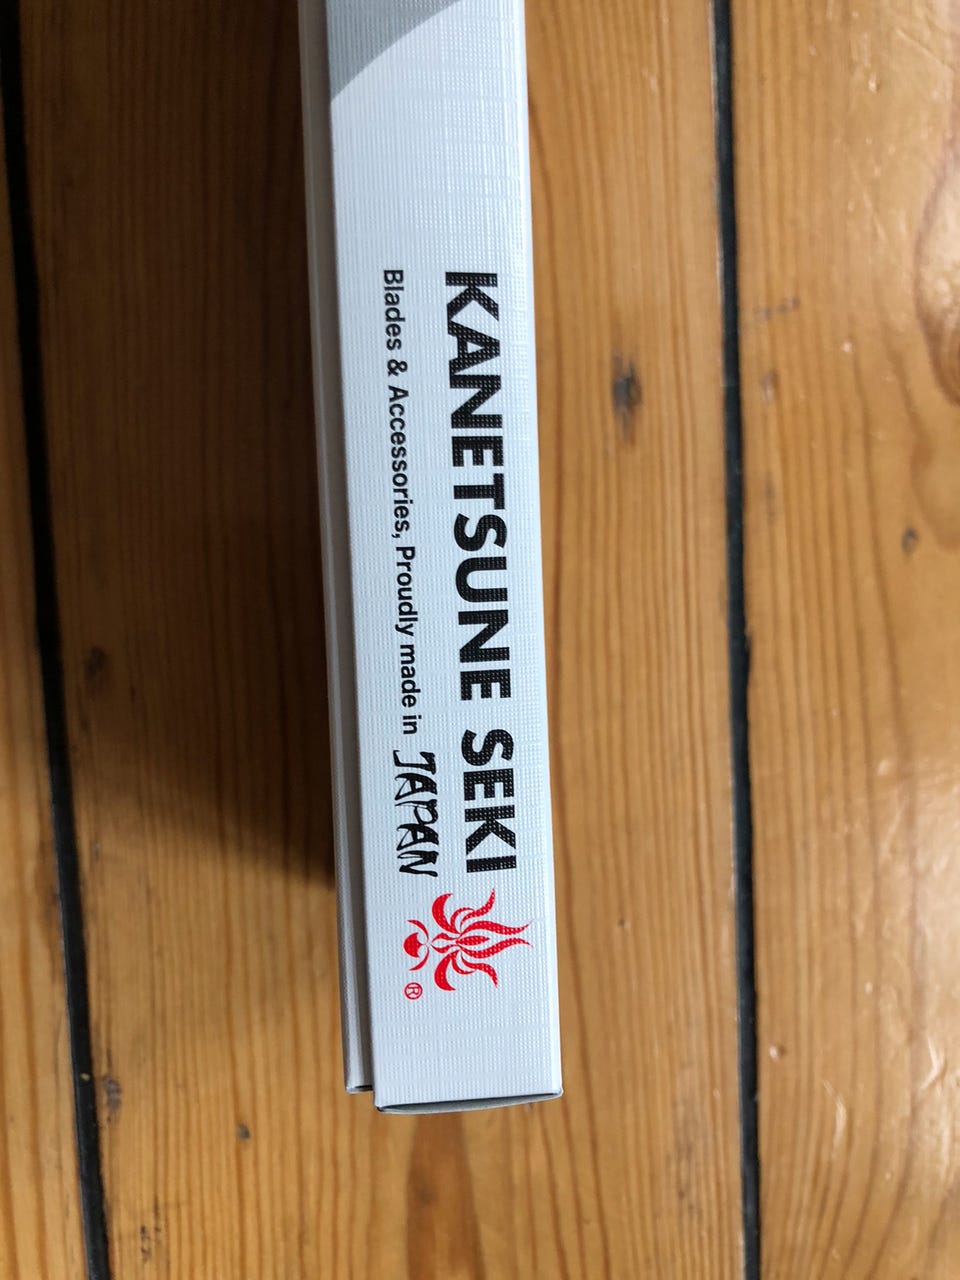 KANETSUNE SEKI
Blades & Accessories, Proudly made in JAPAN
®